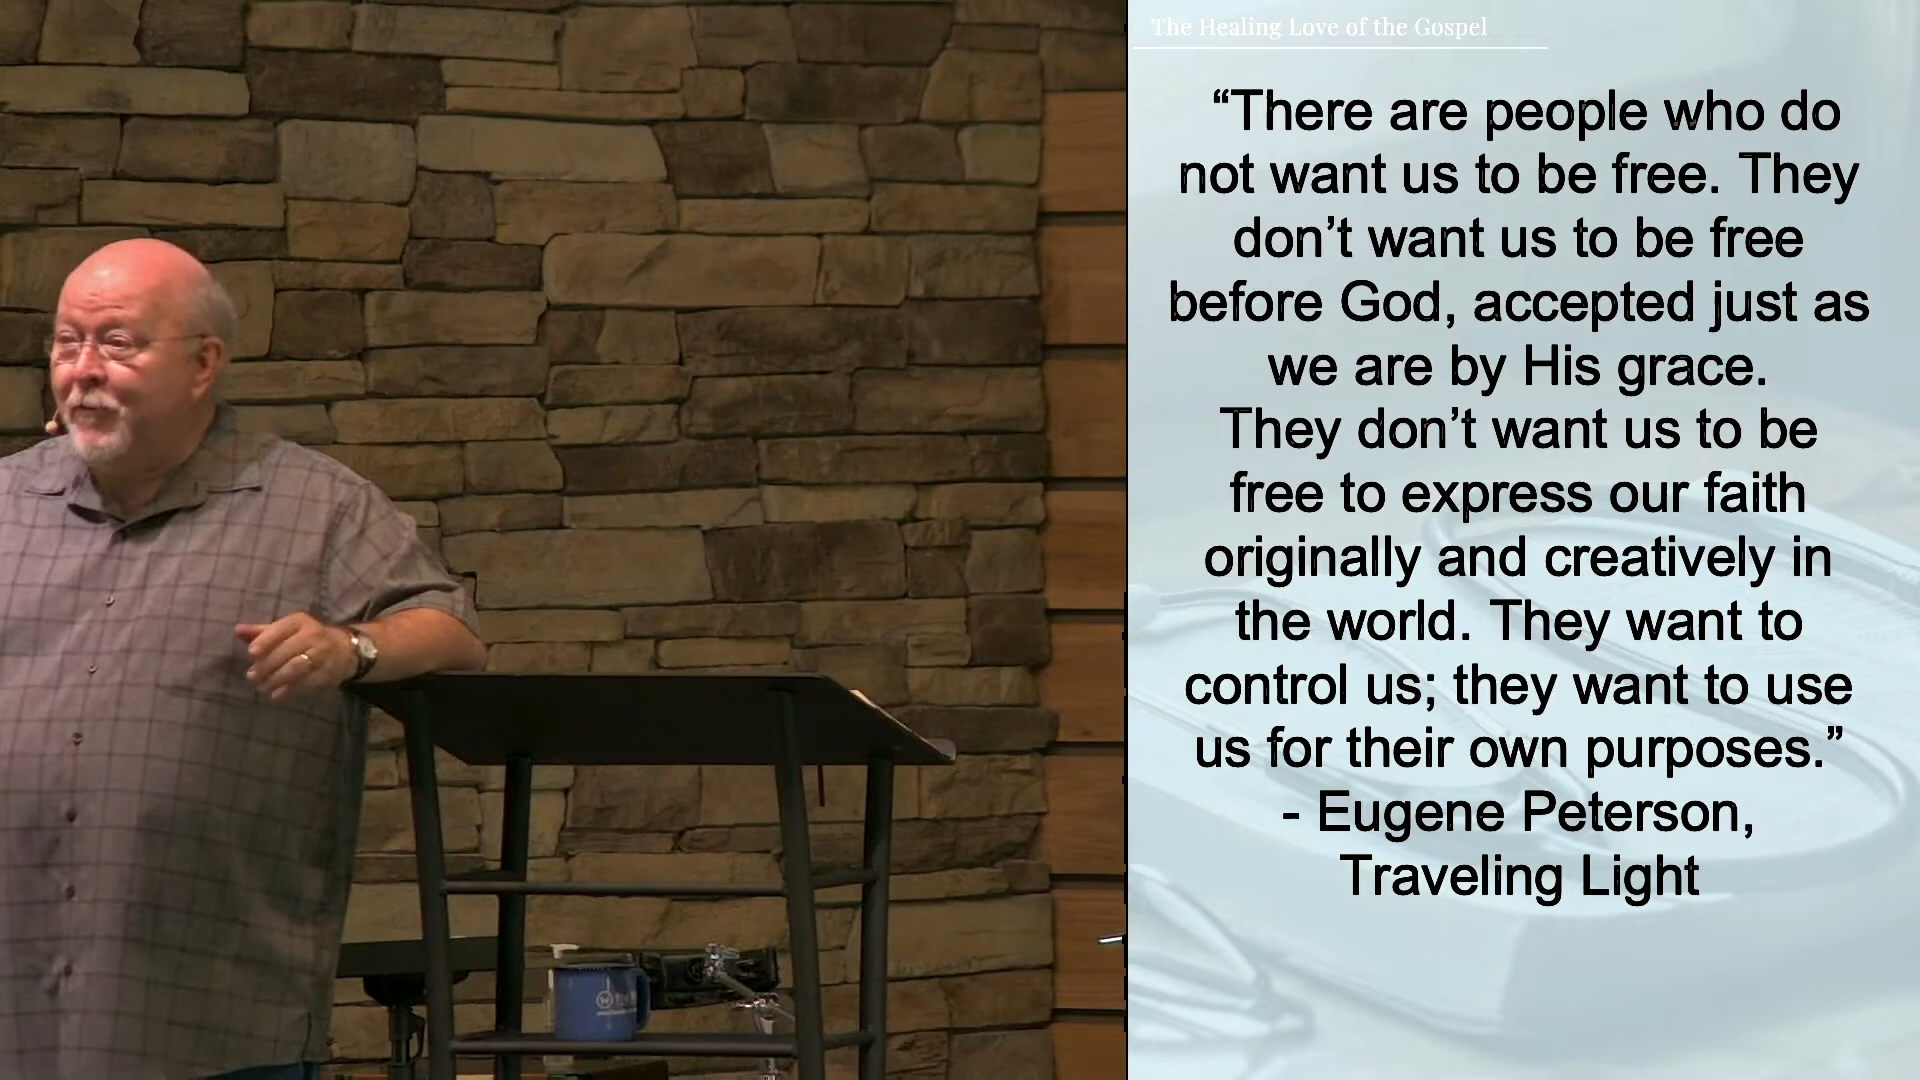 The Healing Love of the Gospel
“There are people who do
not want us to be free. They
don’t want us to be free
before God, accepted just as
we are by His grace.
They don’t want us to be
free to express our faith
originally and creatively in
the world. They want to
control us; they want to use
us for their own purposes.”
- Eugene Peterson,
Traveling Light